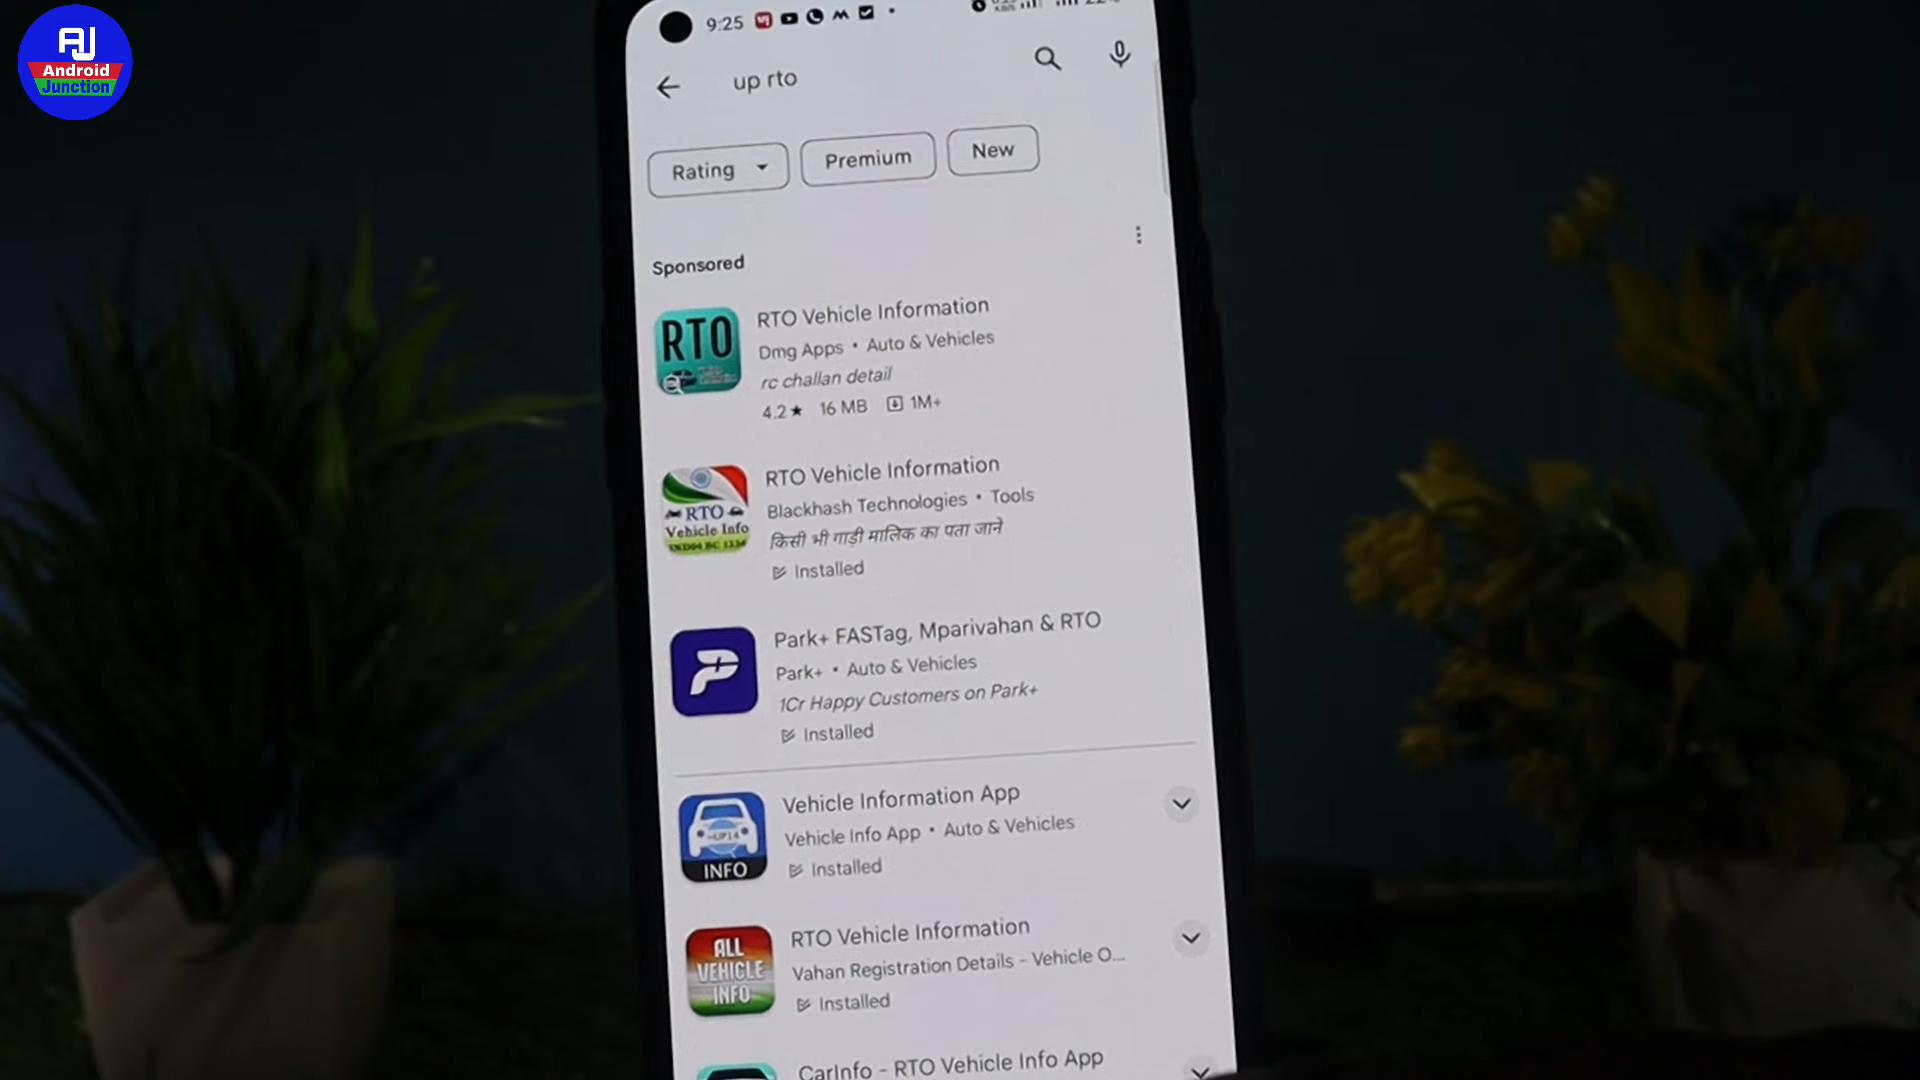 AJ
Android
Junction
9:25
up rto
Rating
Premium
New
Sponsored
RTO
RTO Vehicle Information
Dmg Apps • Auto & Vehicles
rc challan detail
4.2★ 16 MB 1M+
RTO
Vehicle Info
RTO Vehicle Information
Blackhash Technologies • Tools
किसी भी गाड़ी मालिक का पता जाने
Installed
Park+ FASTag, Mparivahan & RTO
Park+ • Auto & Vehicles
1Cr Happy Customers on Park+
Installed
UP14
INFO
Vehicle Information App
Vehicle Info App • Auto & Vehicles
Installed
ALL
VEHICLE
INFO
RTO Vehicle Information
Vahan Registration Details - Vehicle O...
Installed
CarInfo - RTO Vehicle Info App